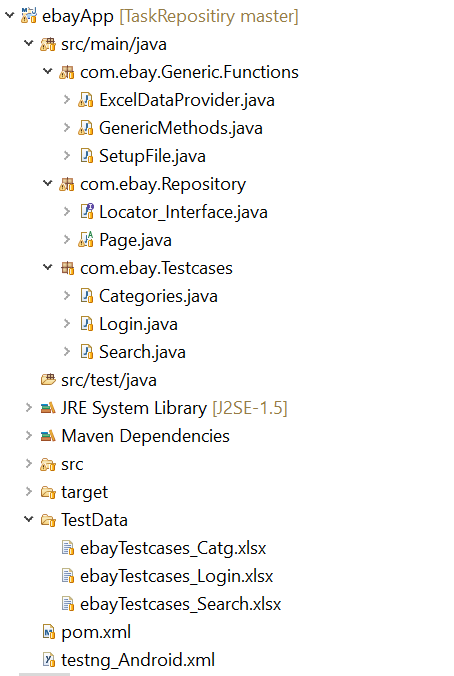 ebayApp [TaskRepositiry master]
src/main/java
com.ebay.Generic.Functions
ExcelDataProvider.java
GenericMethods.java
SetupFile.java
com.ebay.Repository
Locator_Interface.java
Page.java
com.ebay.Testcases
Categories.java
Login.java
Search.java
src/test/java
JRE System Library [J2SE-1.5]
Maven Dependencies
src
target
TestData
ebayTestcases_Catg.xlsx
ebayTestcases_Login.xlsx
ebayTestcases_Search.xlsx
pom.xml
testng_Android.xml